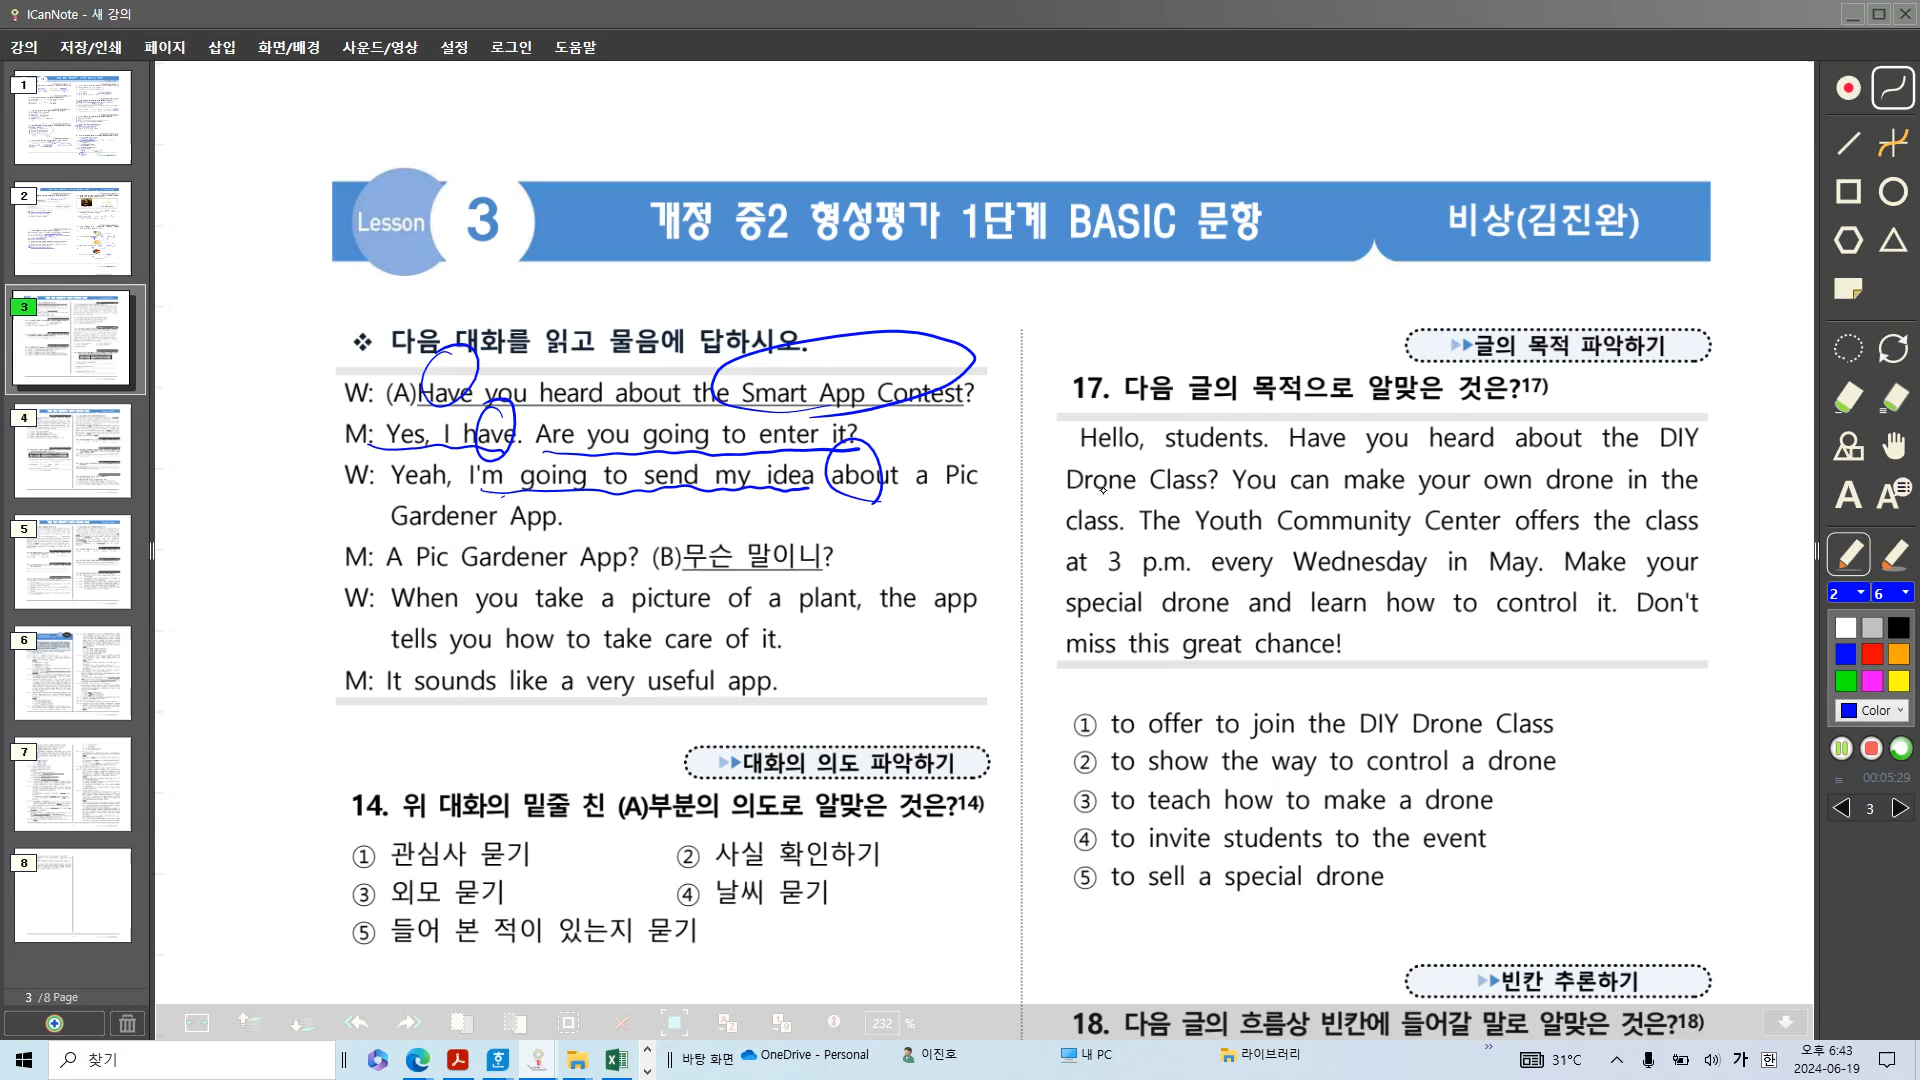 ICanNote - 새 강의
강의 저장/인쇄 페이지 삽입 화면/배경 사운드/영상 설정 로그인 도움말
1
2
3
4
5
6
7
8
3 /8 Page
Lesson 3 개정 중2 형성평가 1단계 BASIC 문항 비상(김진완)
❖ 다음 대화를 읽고 물음에 답하시오.
W: (A)Have you heard about the Smart App Contest?
M: Yes, I have. Are you going to enter it?
W: Yeah, I'm going to send my idea about a Pic
Gardener App.
M: A Pic Gardener App? (B)무슨 말이니?
W: When you take a picture of a plant, the app
tells you how to take care of it.
M: It sounds like a very useful app.
▶▶대화의 의도 파악하기
14. 위 대화의 밑줄 친 (A)부분의 의도로 알맞은 것은?14)
① 관심사 묻기 ② 사실 확인하기
③ 외모 묻기 ④ 날씨 묻기
⑤ 들어 본 적이 있는지 묻기
▶▶글의 목적 파악하기
17. 다음 글의 목적으로 알맞은 것은?17)
Hello, students. Have you heard about the DIY
Drone Class? You can make your own drone in the
class. The Youth Community Center offers the class
at 3 p.m. every Wednesday in May. Make your
special drone and learn how to control it. Don't
miss this great chance!
① to offer to join the DIY Drone Class
② to show the way to control a drone
③ to teach how to make a drone
④ to invite students to the event
⑤ to sell a special drone
▶▶빈칸 추론하기
18. 다음 글의 흐름상 빈칸에 들어갈 말로 알맞은 것은?18)
232 %
2 6
Color
00:05:29
3
찾기
바탕 화면 OneDrive - Personal 이진호 내 PC 라이브러리
31°C
가
한
오후 6:43
2024-06-19